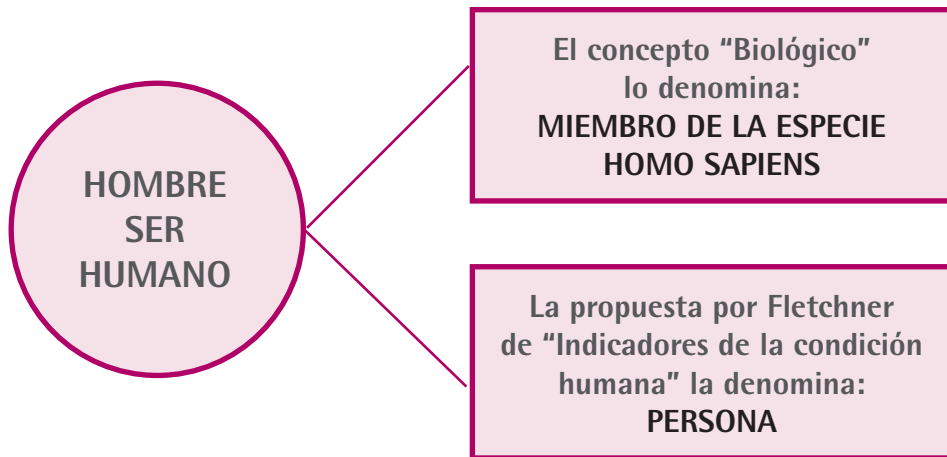 HOMBRE
SER
HUMANO
El concepto “Biológico”
lo denomina:
MIEMBRO DE LA ESPECIE
HOMO SAPIENS
La propuesta por Fletchner
de “Indicadores de la condición
humana” la denomina:
PERSONA